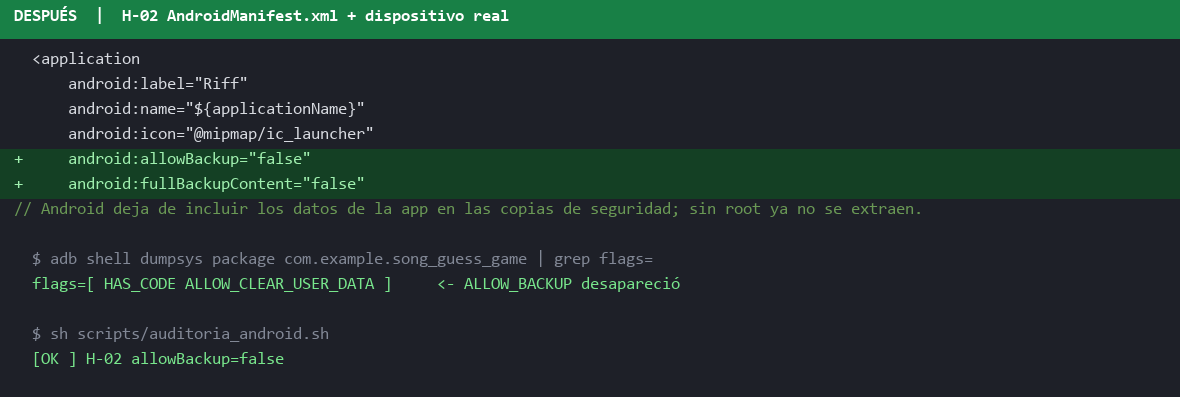 DESPUÉS | H-02 AndroidManifest.xml + dispositivo real
<application
android:label="Riff"
android:name="${applicationName}"
android:icon="@mipmap/ic_launcher"
+ android:allowBackup="false"
+ android:fullBackupContent="false"
// Android deja de incluir los datos de la app en las copias de seguridad; sin root ya no se extraen.
$ adb shell dumpsys package com.example.song_guess_game | grep flags=
flags=[ HAS_CODE ALLOW_CLEAR_USER_DATA ] <- ALLOW_BACKUP desapareció
$ sh scripts/auditoria_android.sh
[OK ] H-02 allowBackup=false